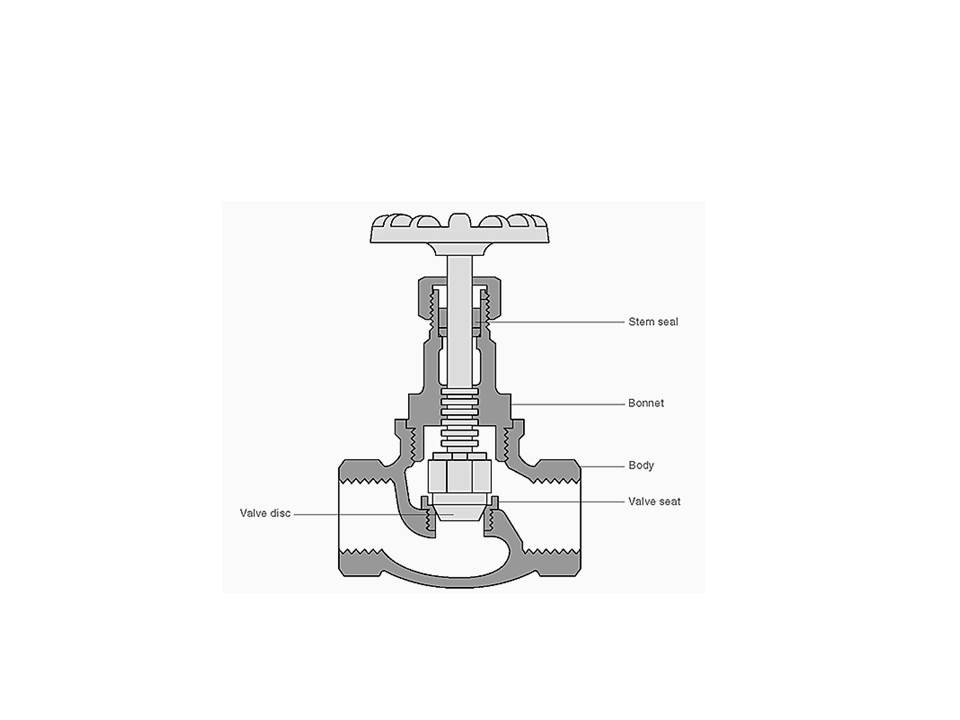 Stem seal
Bonnet
Body
Valve seat
Valve disc